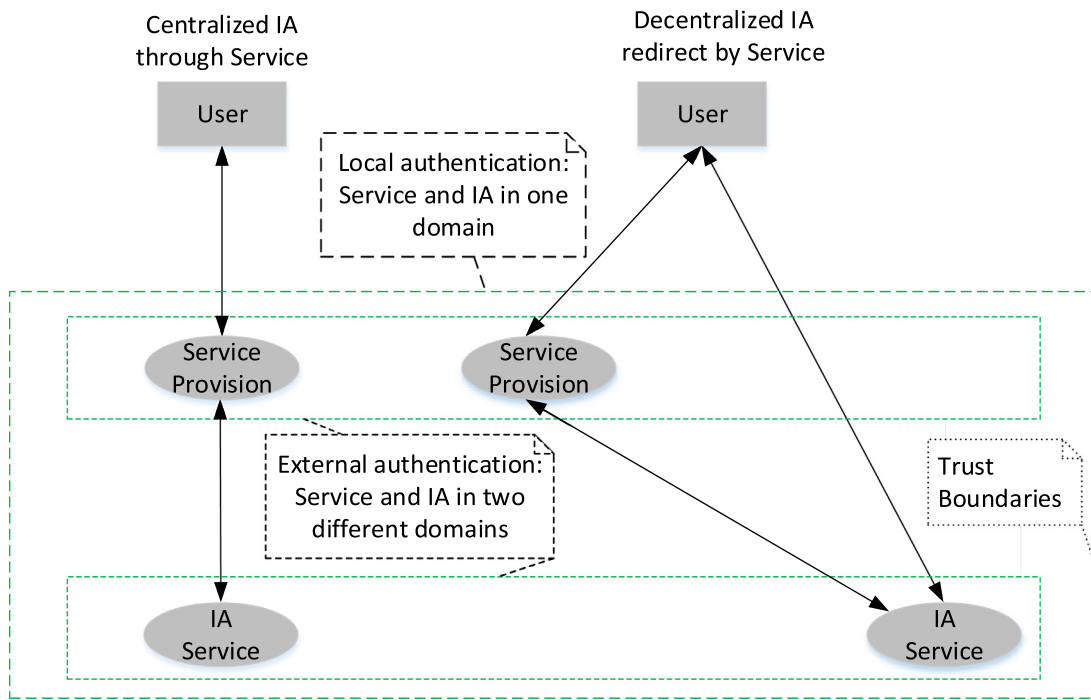 Centralized IA
through Service
Decentralized IA
redirect by Service
User
User
Local authentication:
Service and IA in one
domain
Service
Provision
Service
Provision
External authentication:
Service and IA in two
different domains
Trust
Boundaries
IA
Service
IA
Service